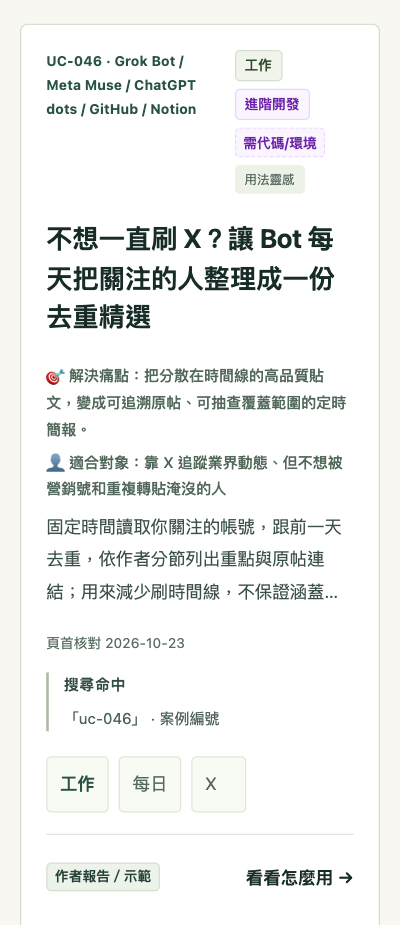 UC-046 · Grok Bot /
Meta Muse / ChatGPT
dots / GitHub / Notion
工作
進階開發
需代碼/環境
用法靈感
不想一直刷 X？讓 Bot 每
天把關注的人整理成一份
去重精選
🎯 解決痛點：把分散在時間線的高品質貼
文，變成可追溯原帖、可抽查覆蓋範圍的定時
簡報。
👤 適合對象：靠 X 追蹤業界動態、但不想被
營銷號和重複轉貼淹沒的人
固定時間讀取你關注的帳號，跟前一天
去重，依作者分節列出重點與原帖連
結；用來減少刷時間線，不保證涵蓋...
頁首核對 2026-10-23
搜尋命中
「uc-046」 · 案例編號
工作
每日
X
作者報告 / 示範
看看怎麼用 →